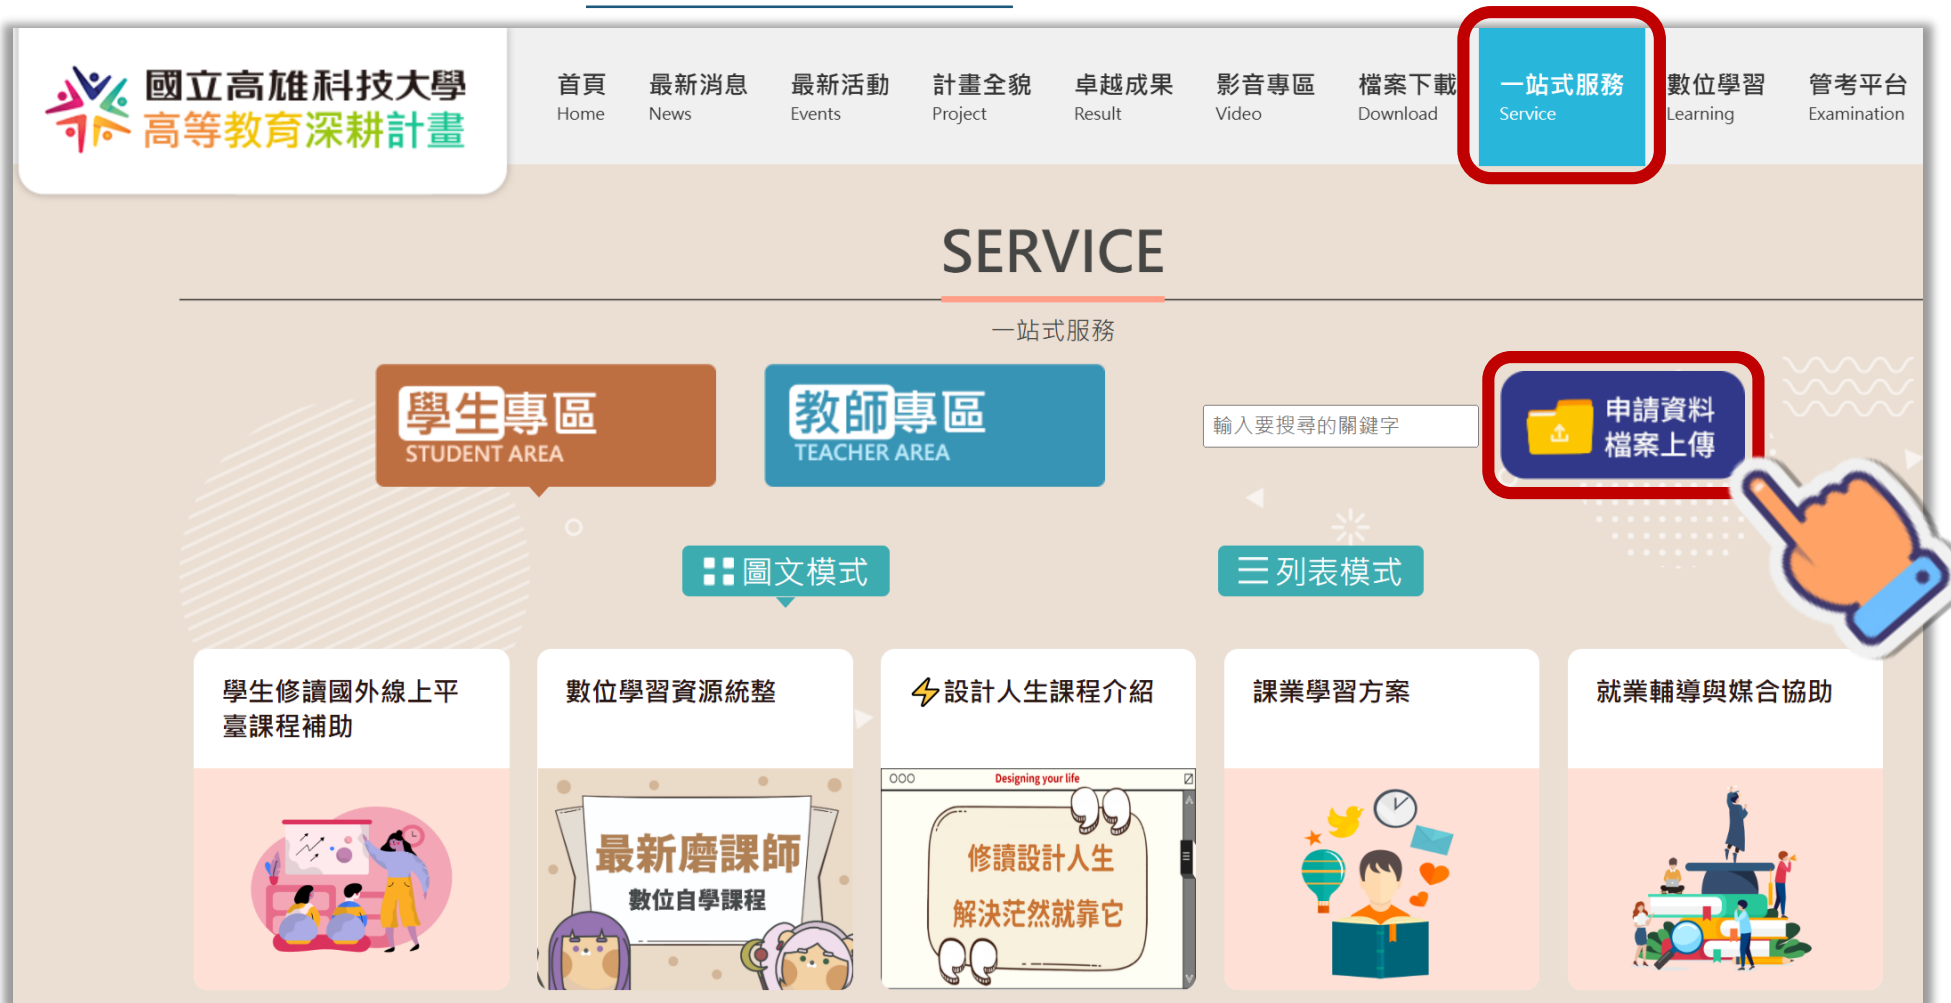 國立高雄科技大學
高等教育深耕計畫
首頁
Home
最新消息
News
最新活動
Events
計畫全貌
Project
卓越成果
Result
影音專區
Video
檔案下載
Download
一站式服務
Service
數位學習
Learning
管考平台
Examination
SERVICE
一站式服務
學生專區
STUDENT AREA
教師專區
TEACHER AREA
輸入要搜尋的關鍵字
申請資料
檔案上傳
圖文模式
列表模式
學生修讀國外線上平
臺課程補助
數位學習資源統整
最新磨課師
數位自學課程
⚡設計人生課程介紹
Designing your life
修讀設計人生
解決茫然就靠它
課業學習方案
就業輔導與媒合協助